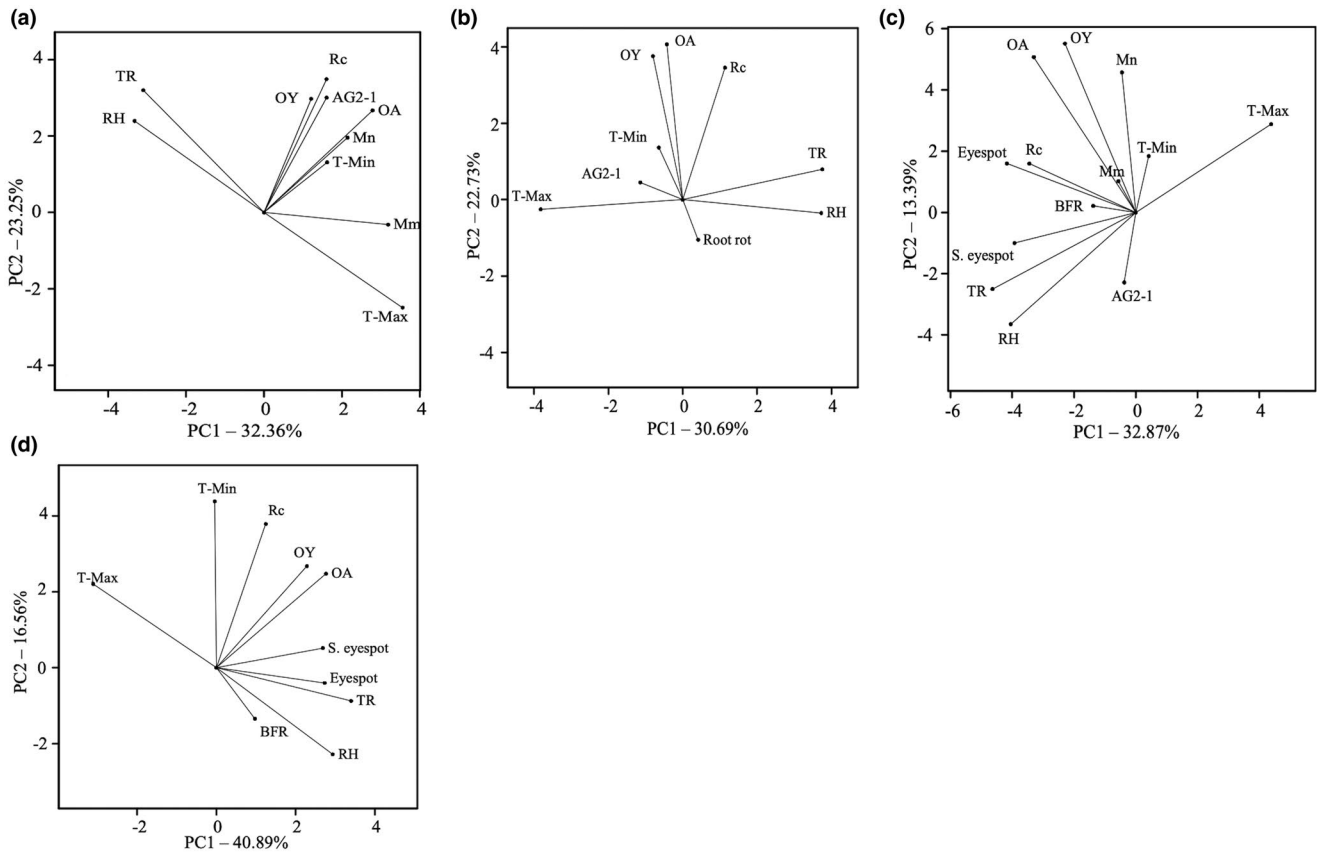 (a)
4
2
0
-2
-4
PC2 – 23.25%
TR
RH
Rc
OY
AG2-1
OA
Mn
T-Min
Mm
T-Max
-4
-2
0
2
4
PC1 – 32.36%
(b)
4
2
0
-2
-4
PC2 – 22.73%
OA
OY
Rc
T-Min
TR
AG2-1
T-Max
RH
Root rot
-4
-2
0
2
4
PC1 – 30.69%
(c)
6
4
2
0
-2
-4
PC2 – 13.39%
OY
OA
Mn
T-Max
T-Min
Eyespot
Rc
Mm
BFR
S. eyespot
TR
AG2-1
RH
-6
-4
-2
0
2
4
PC1 – 32.87%
(d)
4
2
0
-2
PC2 – 16.56%
T-Min
Rc
OY
OA
T-Max
S. eyespot
Eyespot
TR
BFR
RH
-2
0
2
4
PC1 – 40.89%